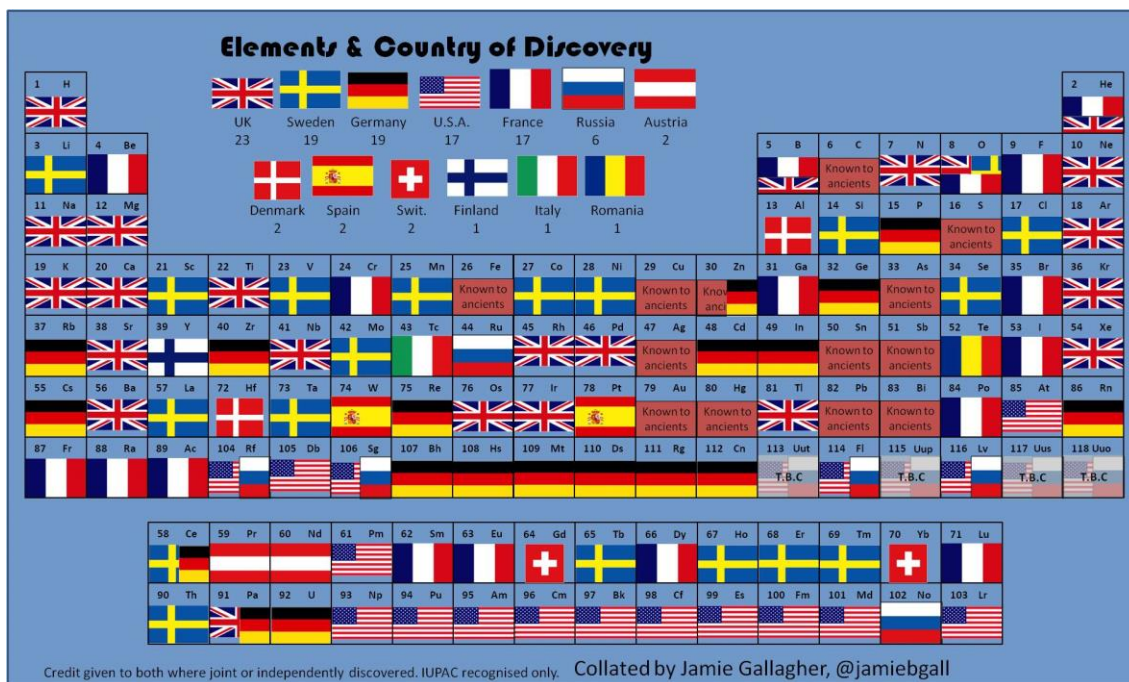 Elements & Country of Discovery
UK Sweden Germany U.S.A. France Russia Austria
23 19 19 17 17 6 2
Denmark Spain Swit. Finland Italy Romania
2 2 2 1 1 1
1 H 2 He
3 Li 4 Be 5 B 6 C 7 N 8 O 9 F 10 Ne
Known to
ancients
11 Na 12 Mg 13 Al 14 Si 15 P 16 S 17 Cl 18 Ar
Known to
ancients
19 K 20 Ca 21 Sc 22 Ti 23 V 24 Cr 25 Mn 26 Fe 27 Co 28 Ni 29 Cu 30 Zn 31 Ga 32 Ge 33 As 34 Se 35 Br 36 Kr
Known to Known to Known to
ancients ancients ancients
37 Rb 38 Sr 39 Y 40 Zr 41 Nb 42 Mo 43 Tc 44 Ru 45 Rh 46 Pd 47 Ag 48 Cd 49 In 50 Sn 51 Sb 52 Te 53 I 54 Xe
Known to Known to Known to
ancients ancients ancients
55 Cs 56 Ba 57 La 72 Hf 73 Ta 74 W 75 Re 76 Os 77 Ir 78 Pt 79 Au 80 Hg 81 Tl 82 Pb 83 Bi 84 Po 85 At 86 Rn
Known to Known to Known to Known to
ancients ancients ancients ancients
87 Fr 88 Ra 89 Ac 104 Rf 105 Db 106 Sg 107 Bh 108 Hs 109 Mt 110 Ds 111 Rg 112 Cn 113 Uut 114 Fl 115 Uup 116 Lv 117 Uus 118 Uuo
T.B.C T.B.C T.B.C T.B.C
58 Ce 59 Pr 60 Nd 61 Pm 62 Sm 63 Eu 64 Gd 65 Tb 66 Dy 67 Ho 68 Er 69 Tm 70 Yb 71 Lu
90 Th 91 Pa 92 U 93 Np 94 Pu 95 Am 96 Cm 97 Bk 98 Cf 99 Es 100 Fm 101 Md 102 No 103 Lr
Credit given to both where joint or independently discovered. IUPAC recognised only. Collated by Jamie Gallagher, @jamiebgall